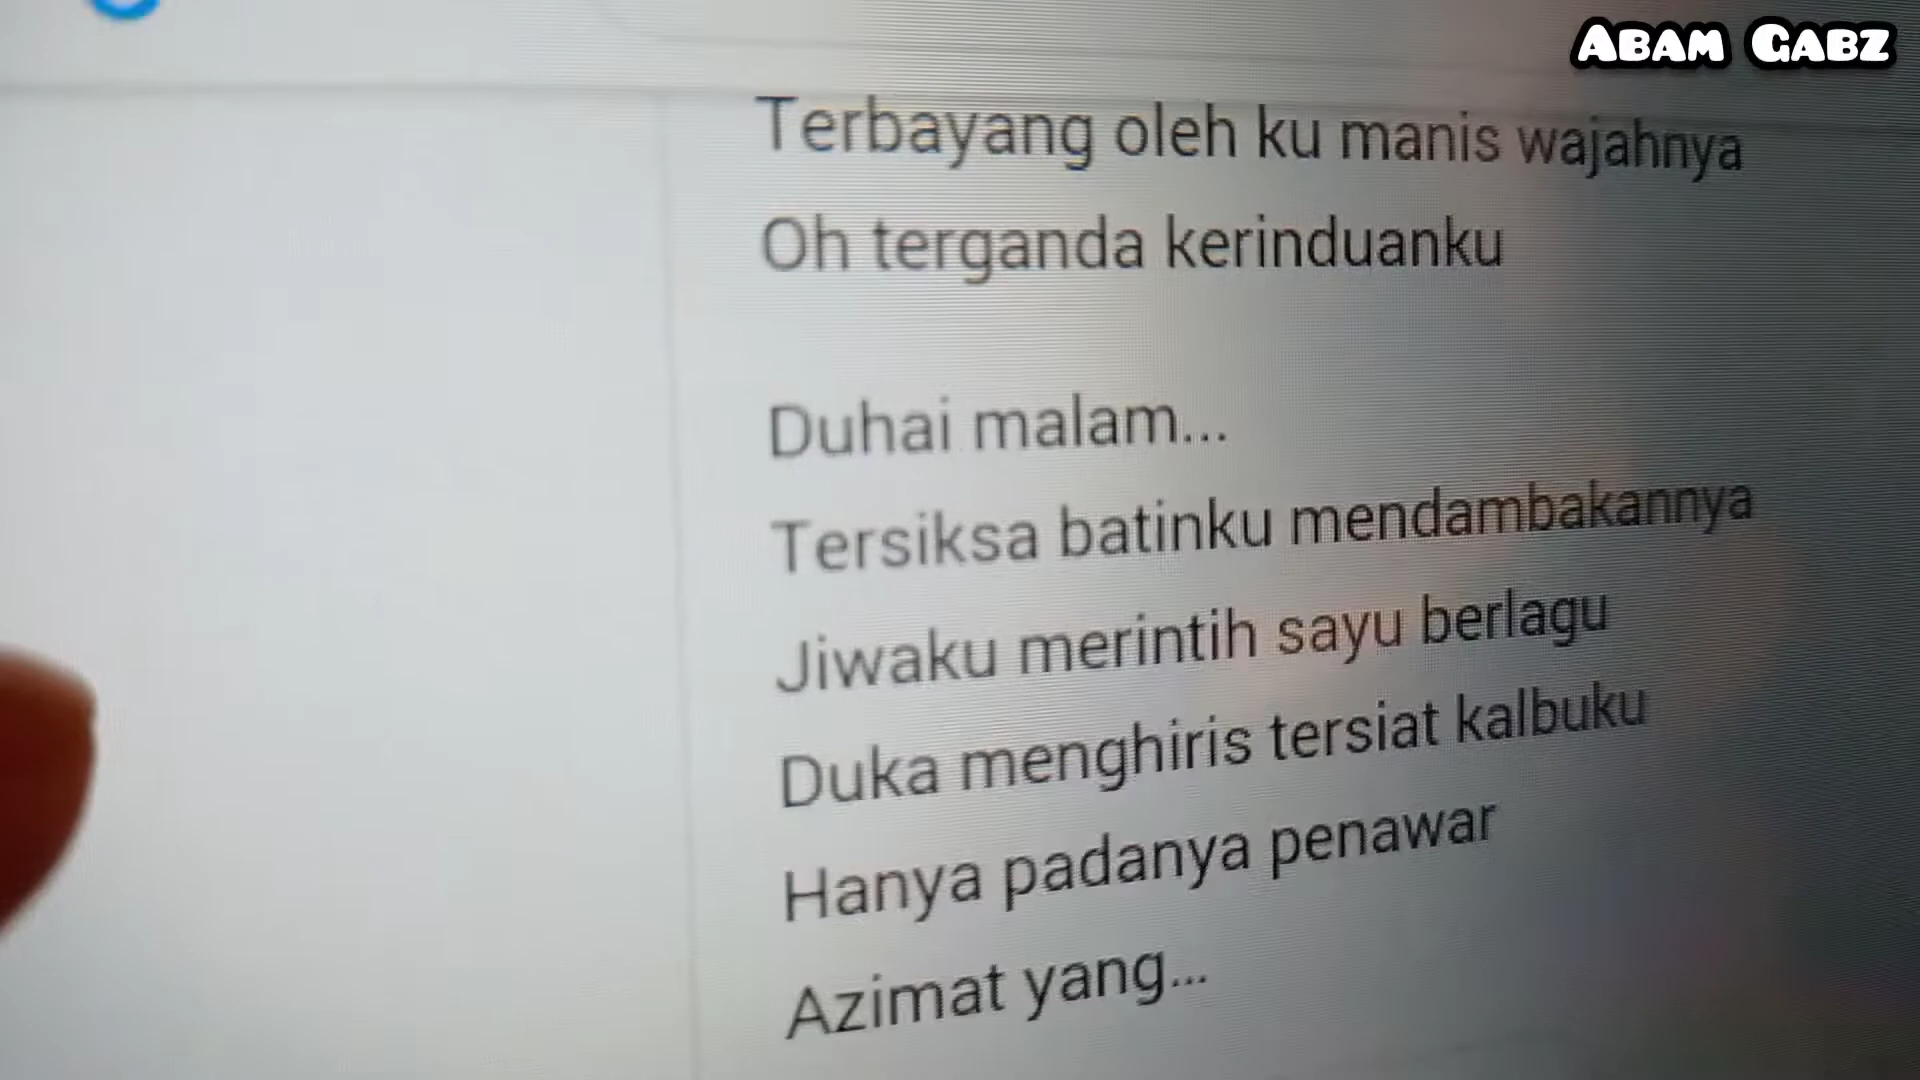 ABAM GABZ
Terbayang oleh ku manis wajahnya
Oh terganda kerinduanku
Duhai malam...
Tersiksa batinku mendambakannya
Jiwaku merintih sayu berlagu
Duka menghiris tersiat kalbuku
Hanya padanya penawar
Azimat yang...